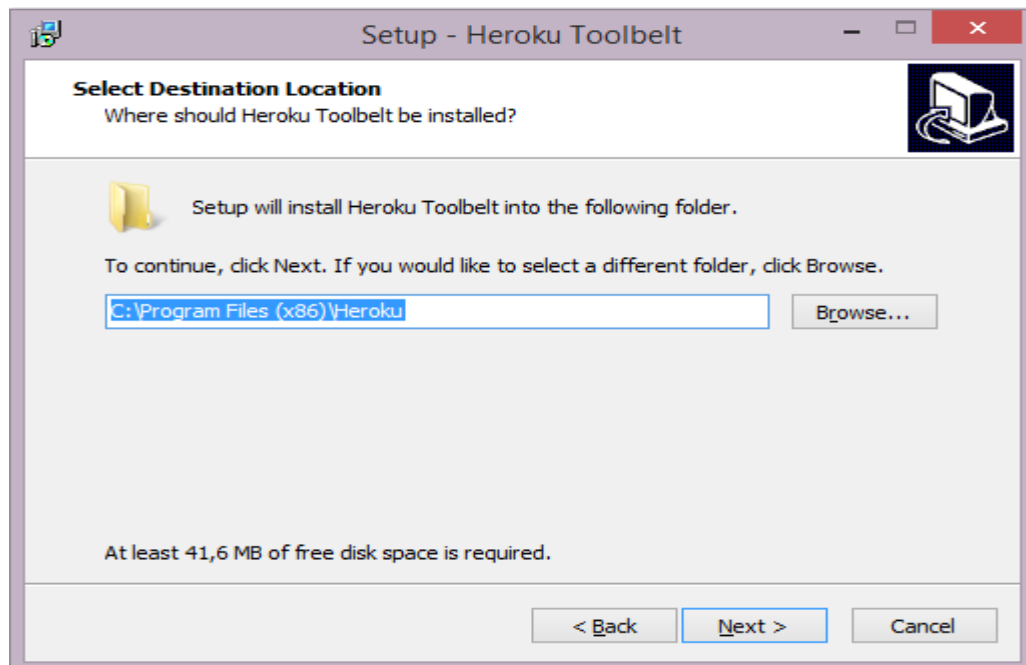 Setup - Heroku Toolbelt
Select Destination Location
Where should Heroku Toolbelt be installed?
Setup will install Heroku Toolbelt into the following folder.
To continue, click Next. If you would like to select a different folder, click Browse.
C:\Program Files (x86)\Heroku
Browse...
At least 41,6 MB of free disk space is required.
< Back Next > Cancel